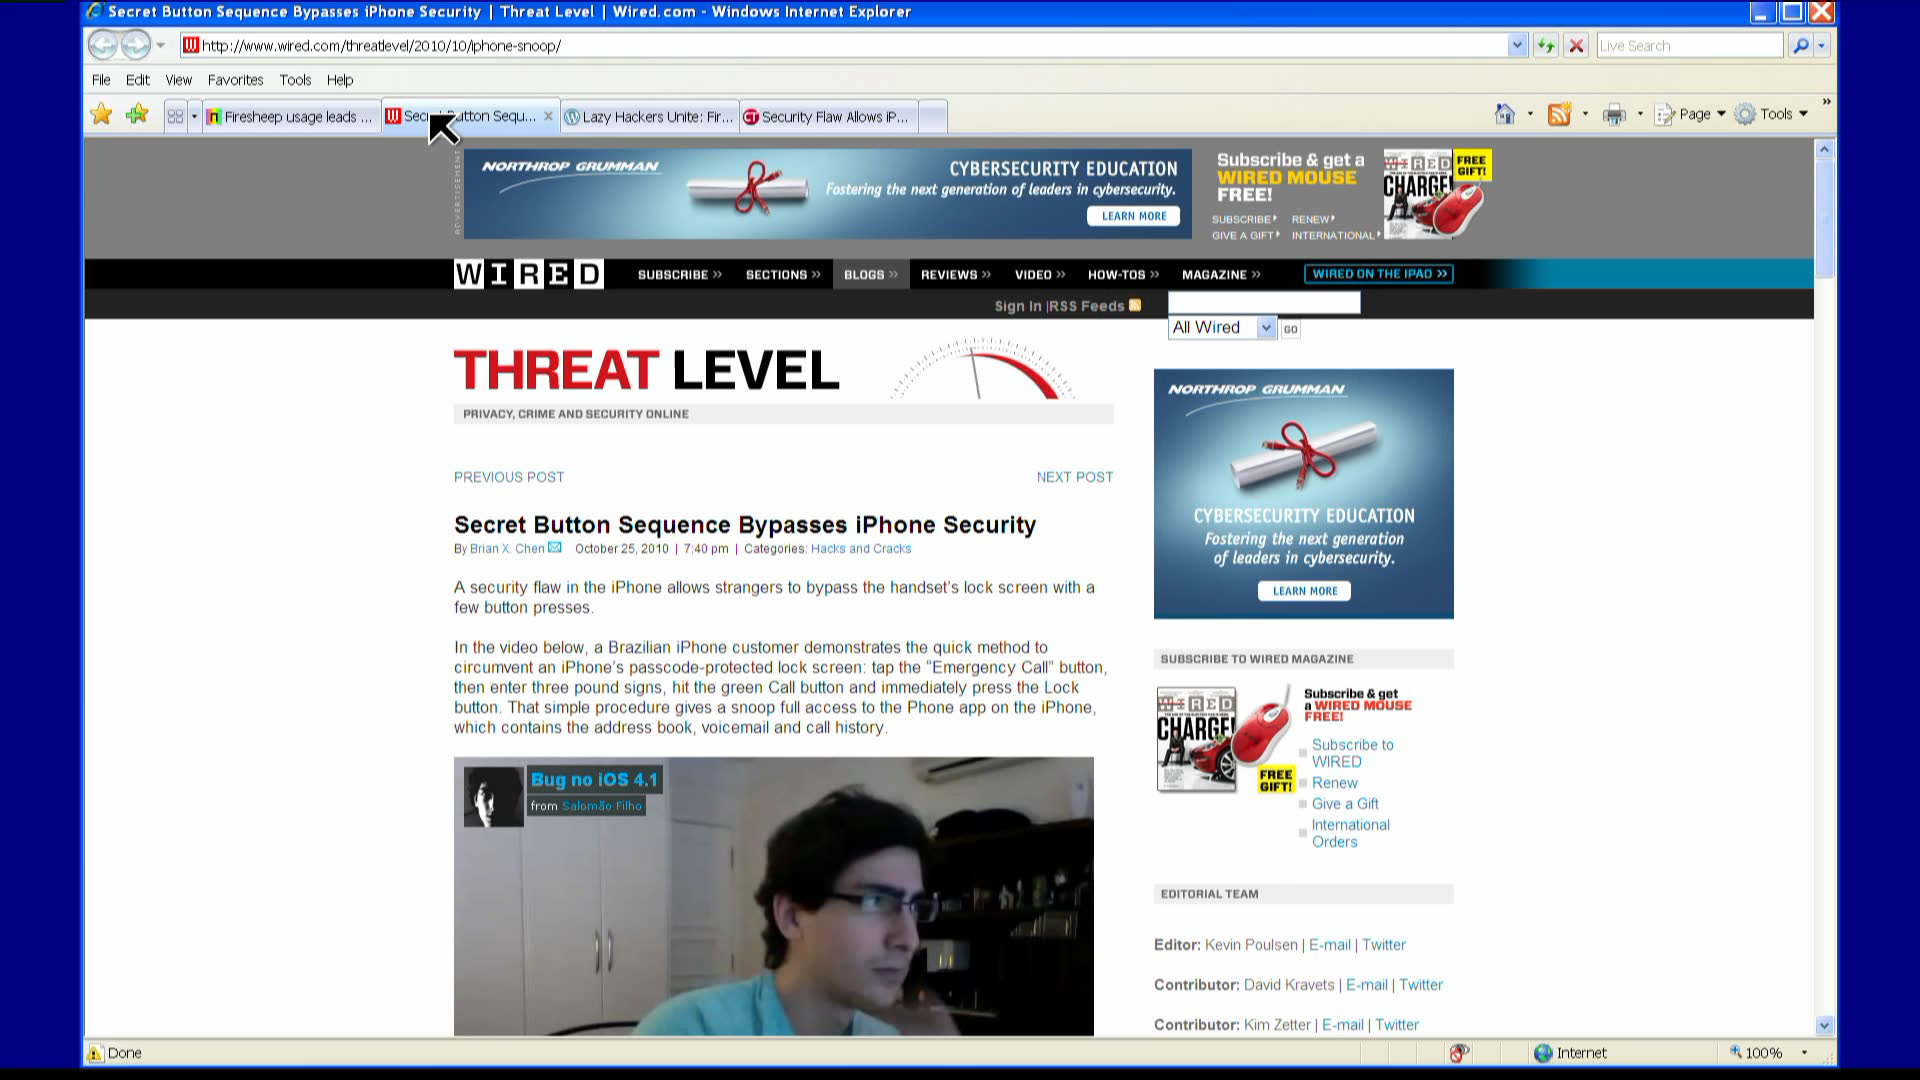 Secret Button Sequence Bypasses iPhone Security | Threat Level | Wired.com - Windows Internet Explorer
http://www.wired.com/threatlevel/2010/10/iphone-snoop/
Live Search
File Edit View Favorites Tools Help
Firesheep usage leads ...
Sec utton Sequ...
Lazy Hackers Unite: Fir...
Security Flaw Allows iP...
Page
Tools
ADVERTISEMENT
NORTHROP GRUMMAN
CYBERSECURITY EDUCATION
Fostering the next generation of leaders in cybersecurity.
LEARN MORE
Subscribe & get a
WIRED MOUSE
FREE!
SUBSCRIBE RENEW
GIVE A GIFT INTERNATIONAL
WIRED
CHARGE!
FREE
GIFT!
WIRED SUBSCRIBE >> SECTIONS >> BLOGS >> REVIEWS >> VIDEO >> HOW-TOS >> MAGAZINE >> WIRED ON THE IPAD >>
Sign In |RSS Feeds
All Wired GO
THREAT LEVEL
PRIVACY, CRIME AND SECURITY ONLINE
PREVIOUS POST NEXT POST
Secret Button Sequence Bypasses iPhone Security
By Brian X. Chen October 25, 2010 | 7:40 pm | Categories: Hacks and Cracks
A security flaw in the iPhone allows strangers to bypass the handset's lock screen with a
few button presses.
In the video below, a Brazilian iPhone customer demonstrates the quick method to
circumvent an iPhone's passcode-protected lock screen: tap the “Emergency Call” button,
then enter three pound signs, hit the green Call button and immediately press the Lock
button. That simple procedure gives a snoop full access to the Phone app on the iPhone,
which contains the address book, voicemail and call history.
Bug no iOS 4.1
from Salomão Filho
NORTHROP GRUMMAN
CYBERSECURITY EDUCATION
Fostering the next generation
of leaders in cybersecurity.
LEARN MORE
SUBSCRIBE TO WIRED MAGAZINE
WIRED
CHARGE!
FREE
GIFT!
Subscribe & get
a WIRED MOUSE
FREE!
Subscribe to
WIRED
Renew
Give a Gift
International
Orders
EDITORIAL TEAM
Editor: Kevin Poulsen | E-mail | Twitter
Contributor: David Kravets | E-mail | Twitter
Contributor: Kim Zetter | E-mail | Twitter
Done
Internet
100%